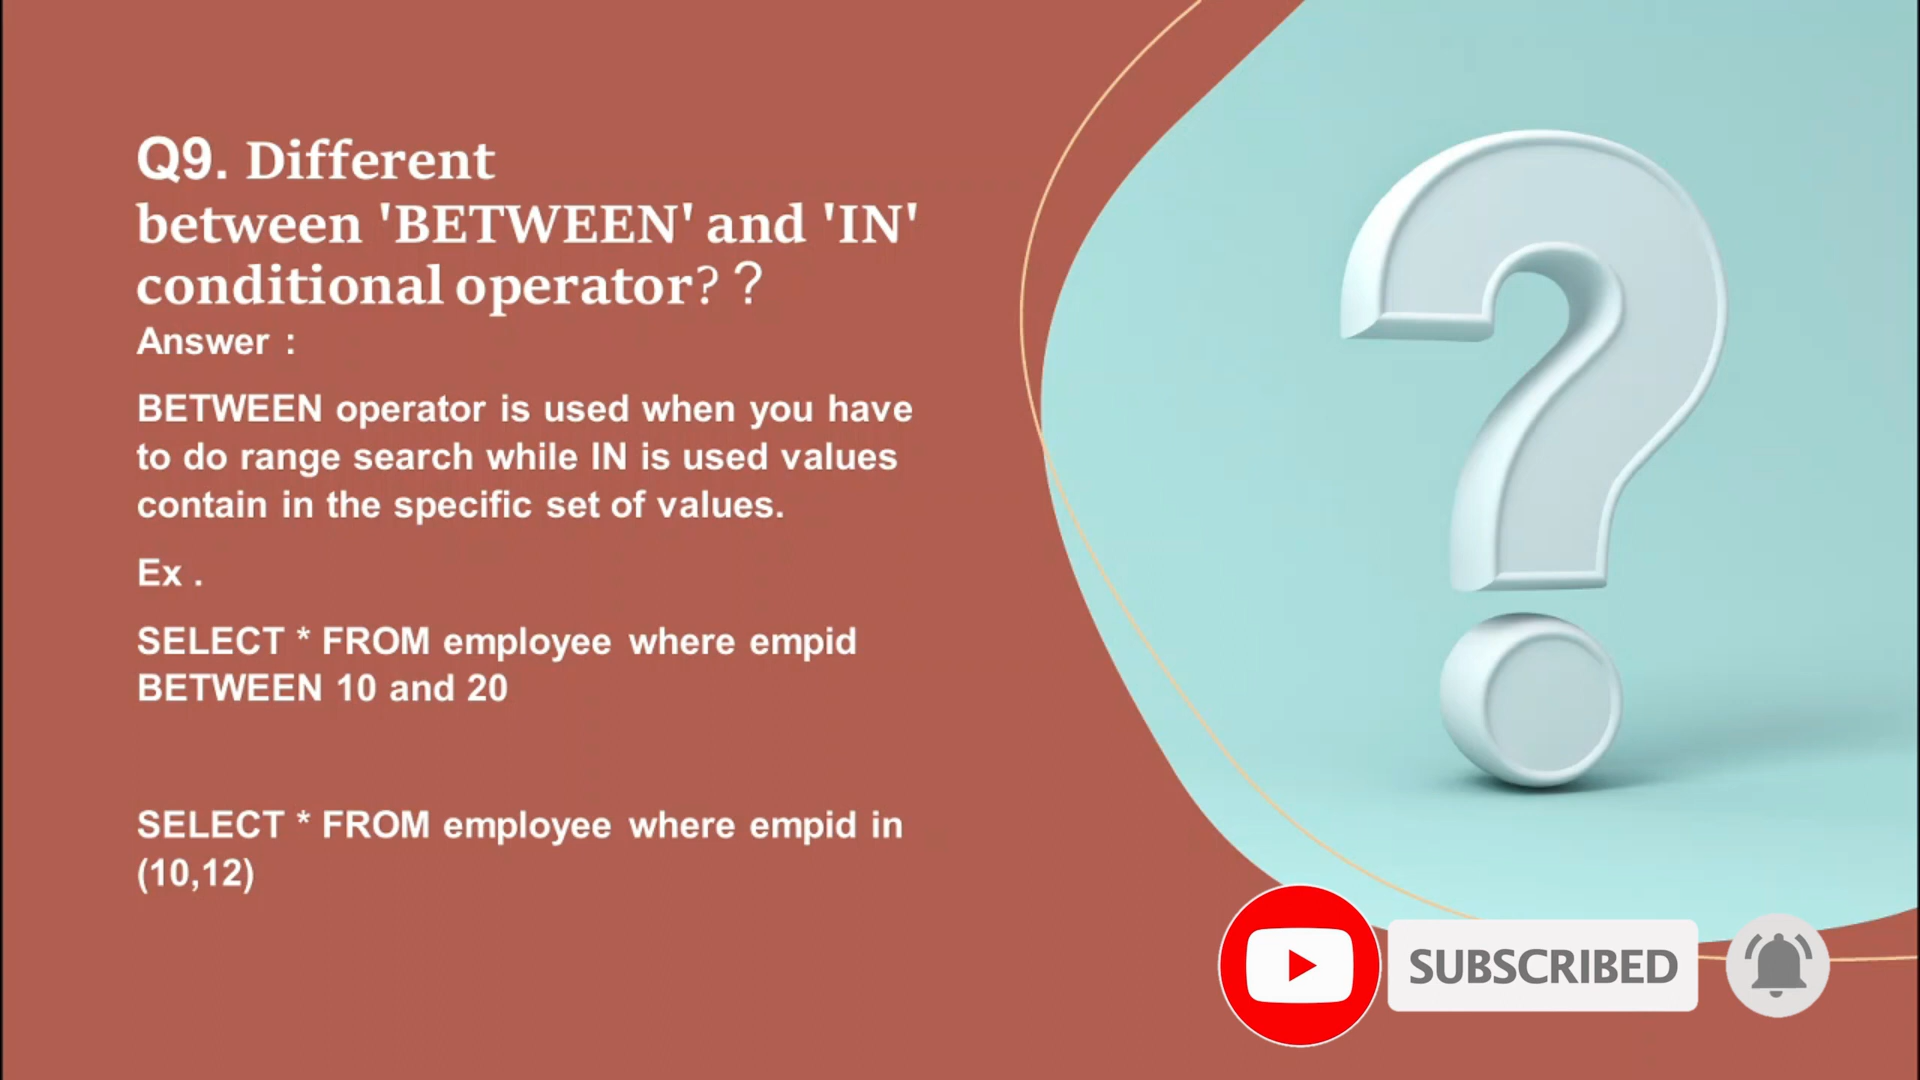 Q9. Different
between 'BETWEEN' and 'IN'
conditional operator? ?
Answer :
BETWEEN operator is used when you have
to do range search while IN is used values
contain in the specific set of values.
Ex .
SELECT * FROM employee where empid
BETWEEN 10 and 20
SELECT * FROM employee where empid in
(10,12)
SUBSCRIBED